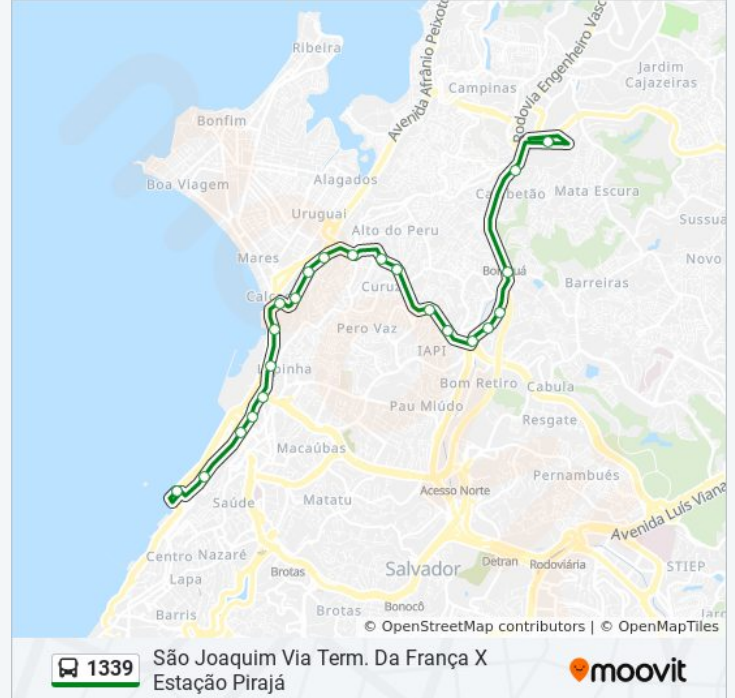 Ribeira
Avenida Afrânio Peixoto
Rodovia Engenheiro Vasc
Jardim
Cajazeiras
Campinas
Bonfim
Boa Viagem
Alagados
Mata Escura
Uruguai
Sussua
Alto do Peru
Mares
Novo
Curuz
Barreiras
Pero Vaz
IAPI
Bom Retiro
Cabula
Pau Miúdo
Resgate
Macaúbas
Pernambués
Acesso Norte
Saúde
Matatu
Avenida Luís Viana
Centro
Nazaré
Detran
Rodoviária
STIEP
Lapa
Brotas
Salvador
Barris
Brotas
Bonocô
© OpenStreetMap contributors | © OpenMapTiles
1339
São Joaquim Via Term. Da França X
Estação Pirajá
moovit